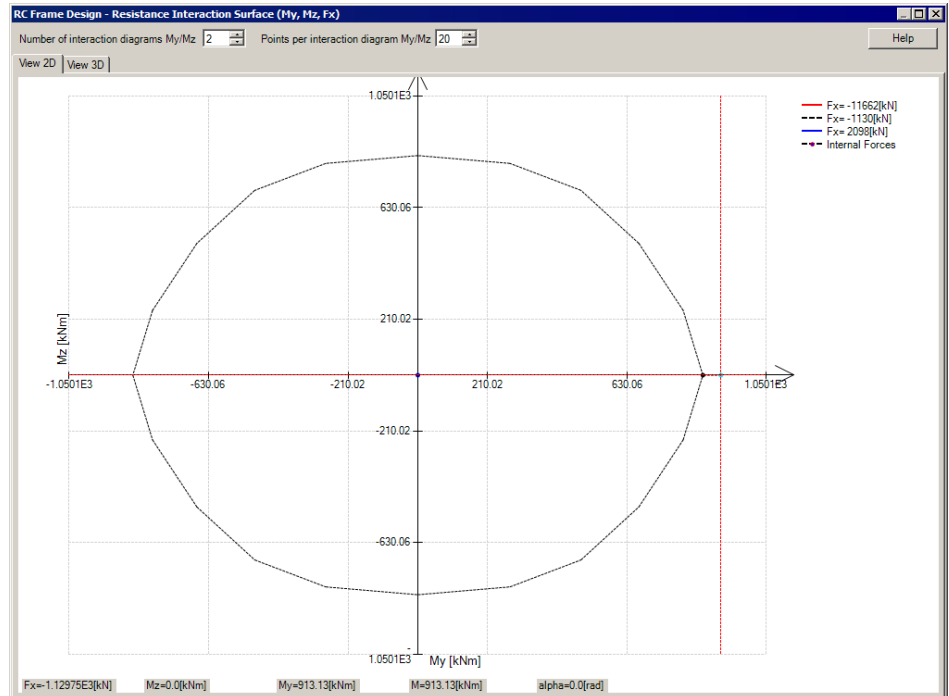 RC Frame Design - Resistance Interaction Surface (My, Mz, Fx)
Number of interaction diagrams My/Mz 2 Points per interaction diagram My/Mz 20 Help
View 2D View 3D
1.0501E3
Fx= -11662[kN]
Fx= -1130[kN]
Fx= 2098[kN]
Internal Forces
630.06
210.02
Mz [kNm]
-1.0501E3 -630.06 -210.02 210.02 630.06 1.0501E3
-210.02
-630.06
-
1.0501E3 My [kNm]
Fx=-1.12975E3[kN] Mz=0.0[kNm] My=913.13[kNm] M=913.13[kNm] alpha=0.0[rad]